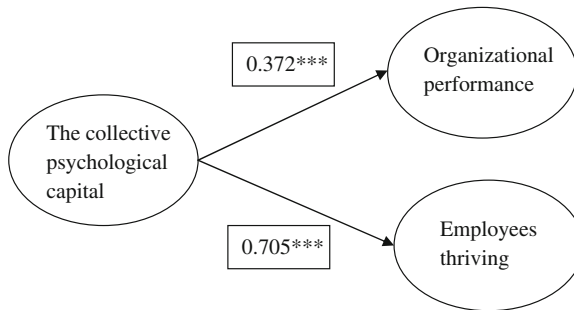 0.372***
Organizational
performance
The collective
psychological
capital
0.705***
Employees
thriving